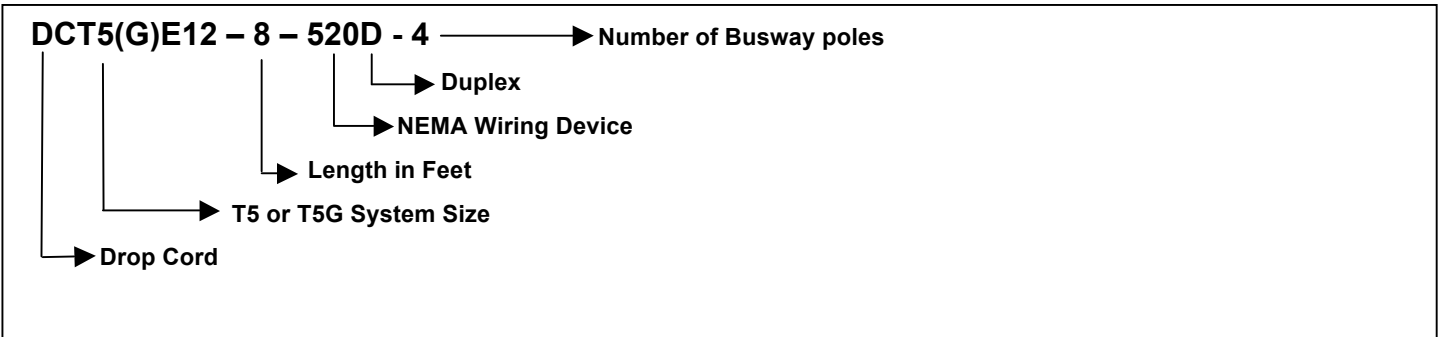 DCT5(G)E12 – 8 – 520D - 4 Number of Busway poles
Duplex
NEMA Wiring Device
Length in Feet
T5 or T5G System Size
Drop Cord